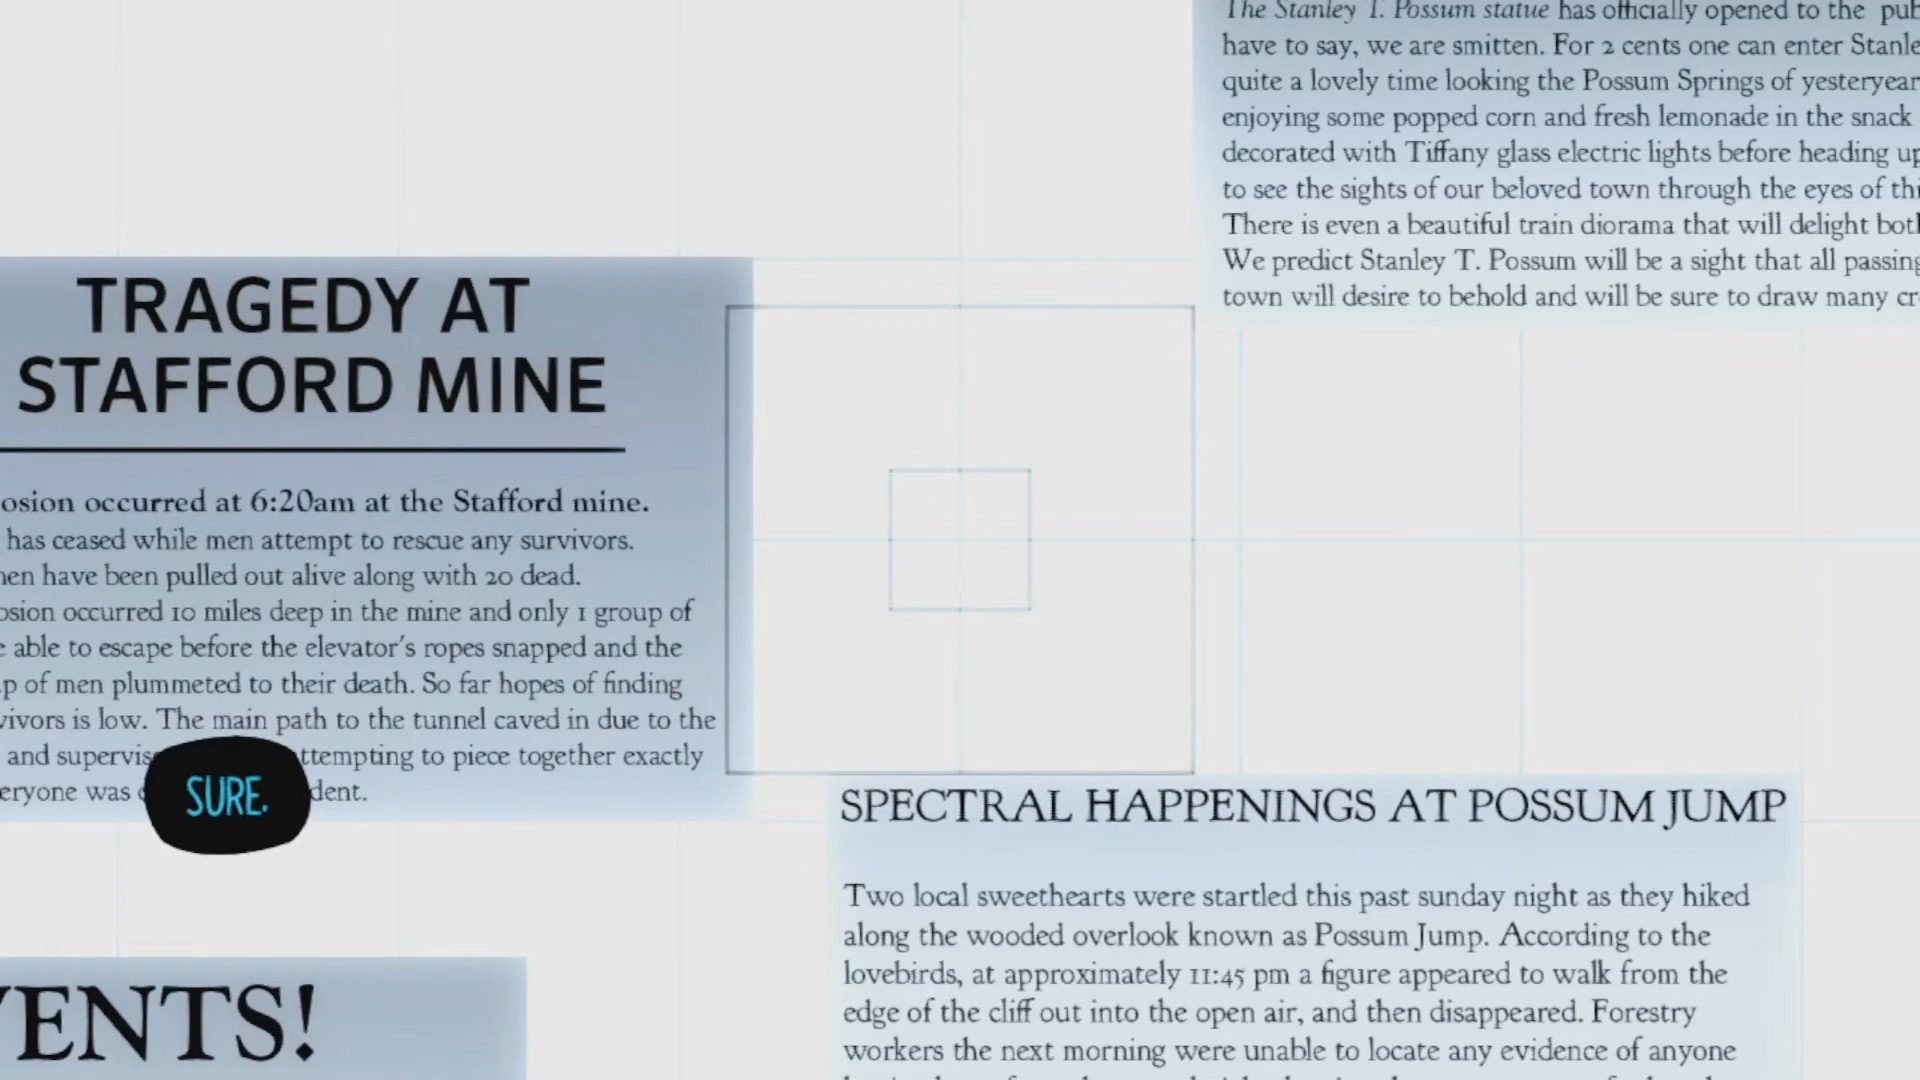 The Stanley T. Possum statue has officially opened to the pub
have to say, we are smitten. For 2 cents one can enter Stanle
quite a lovely time looking the Possum Springs of yesteryear
enjoying some popped corn and fresh lemonade in the snack
decorated with Tiffany glass electric lights before heading up
to see the sights of our beloved town through the eyes of thi
There is even a beautiful train diorama that will delight both
We predict Stanley T. Possum will be a sight that all passing
town will desire to behold and will be sure to draw many cr
TRAGEDY AT
STAFFORD MINE
osion occurred at 6:20am at the Stafford mine.
has ceased while men attempt to rescue any survivors.
men have been pulled out alive along with 20 dead.
osion occurred 10 miles deep in the mine and only 1 group of
able to escape before the elevator's ropes snapped and the
p of men plummeted to their death. So far hopes of finding
vivors is low. The main path to the tunnel caved in due to the
and supervis ttempting to piece together exactly
eryone was dent.
SURE.
VENTS!
SPECTRAL HAPPENINGS AT POSSUM JUMP
Two local sweethearts were startled this past sunday night as they hiked
along the wooded overlook known as Possum Jump. According to the
lovebirds, at approximately 11:45 pm a figure appeared to walk from the
edge of the cliff out into the open air, and then disappeared. Forestry
workers the next morning were unable to locate any evidence of anyone